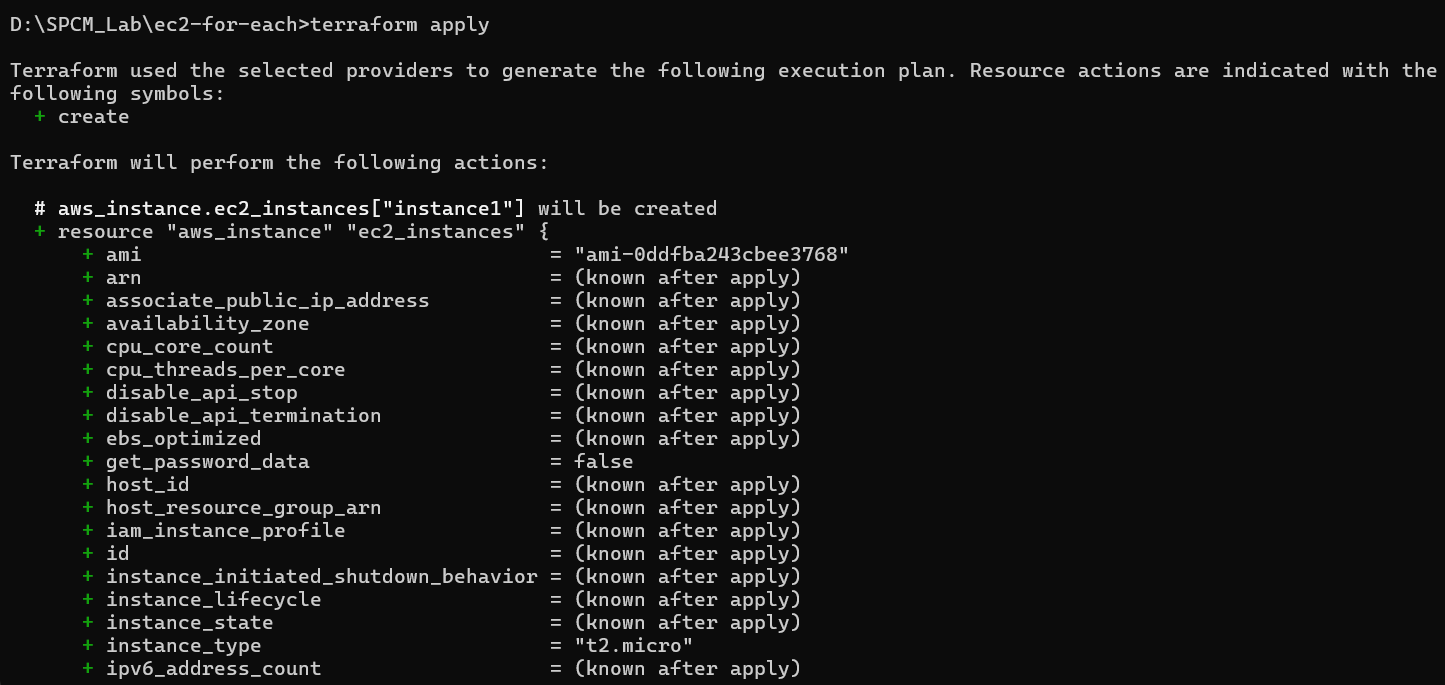 D:\SPCM_Lab\ec2-for-each>terraform apply
Terraform used the selected providers to generate the following execution plan. Resource actions are indicated with the
following symbols:
  + create
Terraform will perform the following actions:
  # aws_instance.ec2_instances["instance1"] will be created
  + resource "aws_instance" "ec2_instances" {
      + ami                                  = "ami-0ddfba243cbee3768"
      + arn                                  = (known after apply)
      + associate_public_ip_address          = (known after apply)
      + availability_zone                    = (known after apply)
      + cpu_core_count                       = (known after apply)
      + cpu_threads_per_core                 = (known after apply)
      + disable_api_stop                     = (known after apply)
      + disable_api_termination              = (known after apply)
      + ebs_optimized                        = (known after apply)
      + get_password_data                    = false
      + host_id                              = (known after apply)
      + host_resource_group_arn              = (known after apply)
      + iam_instance_profile                 = (known after apply)
      + id                                   = (known after apply)
      + instance_initiated_shutdown_behavior = (known after apply)
      + instance_lifecycle                   = (known after apply)
      + instance_state                       = (known after apply)
      + instance_type                        = "t2.micro"
      + ipv6_address_count                   = (known after apply)